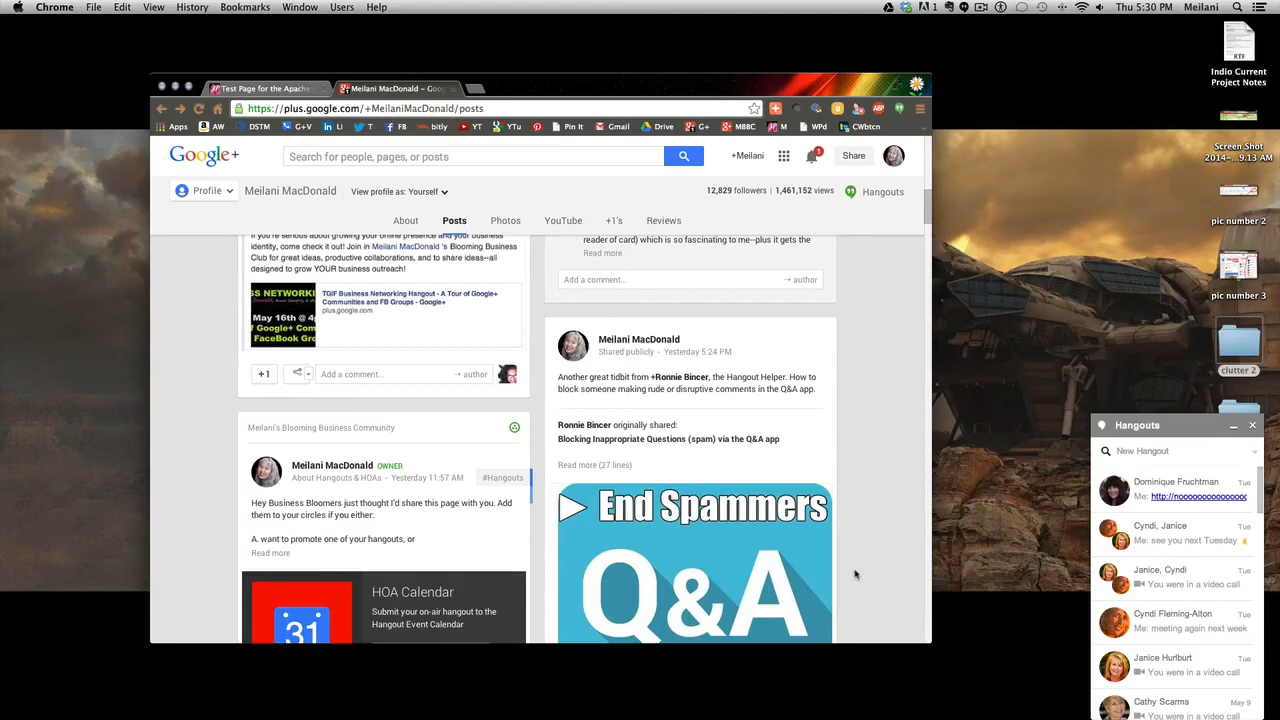 Chrome File Edit View History Bookmarks Window Users Help
1 Thu 5:30 PM Meilani
RTF
Indio Current
Project Notes
Screen Shot
2014-...9.13 AM
pic number 2
pic number 3
clutter 2
Test Page for the Apache
Meilani MacDonald - Goo
https://plus.google.com/+MeilaniMacDonald/posts
ABP
Apps AW DSTM G+V Li T FB bitly YT YTu Pin It Gmail Drive G+ MBBC M WPd CWbtcn
Google+
Search for people, pages, or posts
+Meilani
1
Share
Profile
Meilani MacDonald
View profile as: Yourself
12,829 followers | 1,461,152 views
Hangouts
About Posts Photos YouTube +1's Reviews
If you're serious about growing your online presence and your business
identity, come check it out! Join in Meilani MacDonald 's Blooming Business
Club for great ideas, productive collaborations, and to share ideas--all
designed to grow YOUR business outreach!
SS NETWORKI
May 16th @ 4p
f Google+ Com
FaceBook Gro
TGIF Business Networking Hangout - A Tour of Google+
Communities and FB Groups - Google+
plus.google.com
+1
Add a comment...
→ author
Meilani's Blooming Business Community
Meilani MacDonald OWNER
About Hangouts & HOAs - Yesterday 11:57 AM
#Hangouts
Hey Business Bloomers just thought I'd share this page with you. Add
them to your circles if you either:
A. want to promote one of your hangouts, or
Read more
31
HOA Calendar
Submit your on-air hangout to the
Hangout Event Calendar
reader of card) which is so fascinating to me--plus it gets the
Read more
Add a comment...
→ author
Meilani MacDonald
Shared publicly - Yesterday 5:24 PM
Another great tidbit from +Ronnie Bincer, the Hangout Helper. How to
block someone making rude or disruptive comments in the Q&A app.
Ronnie Bincer originally shared:
Blocking Inappropriate Questions (spam) via the Q&A app
Read more (27 lines)
End Spammers
Q&A
Hangouts
New Hangout
Dominique Fruchtman Tue
Cyndi, Janice Tue
Me: see you next Tuesday
Janice, Cyndi Tue
You were in a video call
Cyndi Fleming-Alton Tue
Me: meeting again next week
Janice Hurlburt Tue
You were in a video call
Cathy Scarms May 9
You were in a video call